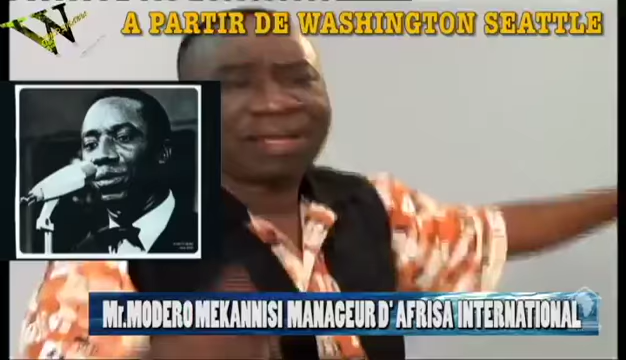 A PARTIR DE WASHINGTON SEATTLE
Mr.MODERO MEKANNISI MANAGEUR D'AFRISA INTERNATIONAL